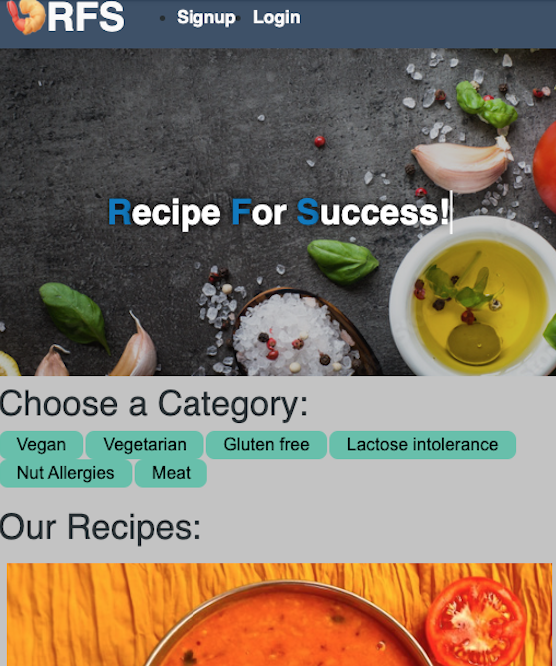 RFS Signup Login
Recipe For Success!
Choose a Category:
Vegan Vegetarian Gluten free Lactose intolerance
Nut Allergies Meat
Our Recipes: